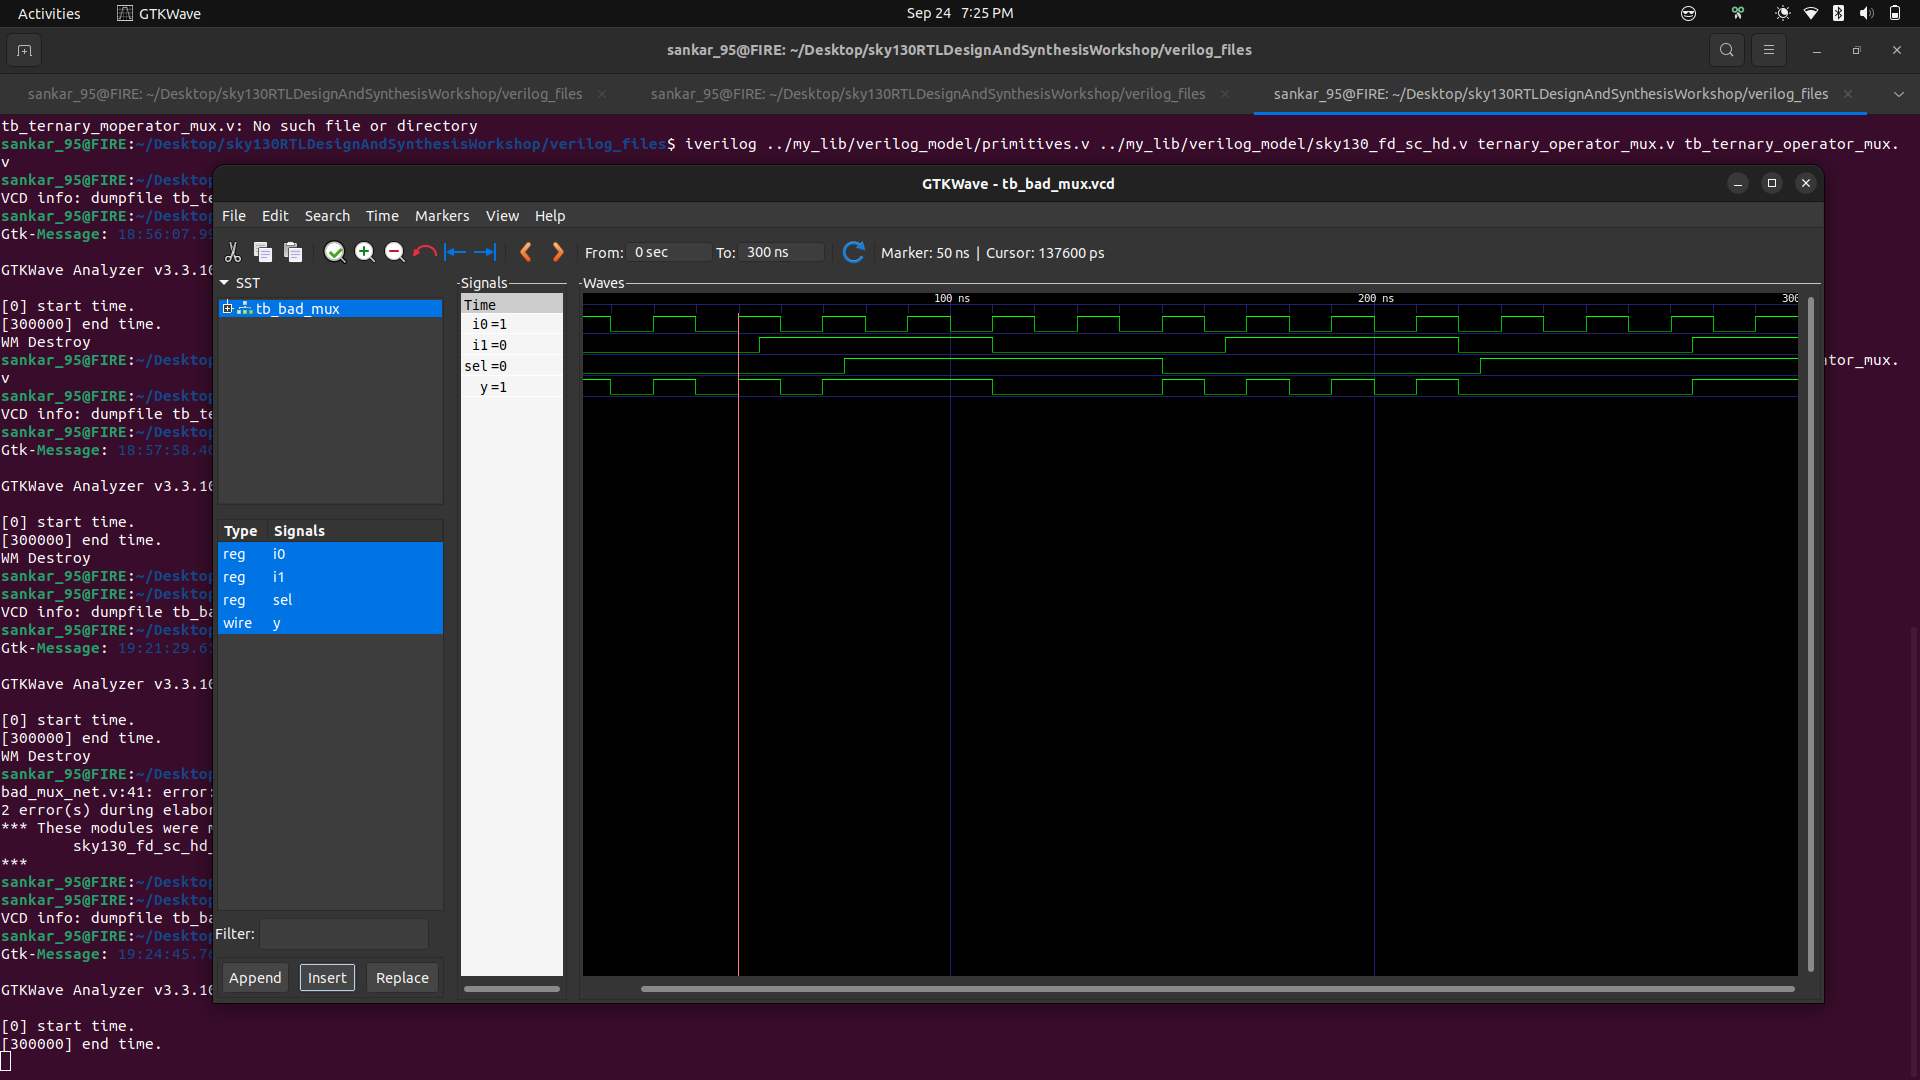 Activities GTKWave Sep 24 7:25 PM
sankar_95@FIRE: ~/Desktop/sky130RTLDesignAndSynthesisWorkshop/verilog_files
sankar_95@FIRE: ~/Desktop/sky130RTLDesignAndSynthesisWorkshop/verilog_files × sankar_95@FIRE: ~/Desktop/sky130RTLDesignAndSynthesisWorkshop/verilog_files × sankar_95@FIRE: ~/Desktop/sky130RTLDesignAndSynthesisWorkshop/verilog_files ×
tb_ternary_moperator_mux.v: No such file or directory
sankar_95@FIRE:~/Desktop/sky130RTLDesignAndSynthesisWorkshop/verilog_files$ iverilog ../my_lib/verilog_model/primitives.v ../my_lib/verilog_model/sky130_fd_sc_hd.v ternary_operator_mux.v tb_ternary_operator_mux.
v
sankar_95@FIRE:~/Desktop
VCD info: dumpfile tb_te
sankar_95@FIRE:~/Desktop
Gtk-Message: 18:56:07.99
GTKWave Analyzer v3.3.10
[0] start time.
[300000] end time.
WM Destroy
sankar_95@FIRE:~/Desktop ator_mux.
v
sankar_95@FIRE:~/Desktop
VCD info: dumpfile tb_te
sankar_95@FIRE:~/Desktop
Gtk-Message: 18:57:58.40
GTKWave Analyzer v3.3.10
[0] start time.
[300000] end time.
WM Destroy
sankar_95@FIRE:~/Desktop
sankar_95@FIRE:~/Desktop
VCD info: dumpfile tb_ba
sankar_95@FIRE:~/Desktop
Gtk-Message: 19:21:29.61
GTKWave Analyzer v3.3.10
[0] start time.
[300000] end time.
WM Destroy
sankar_95@FIRE:~/Desktop
bad_mux_net.v:41: error:
2 error(s) during elabor
*** These modules were m
sky130_fd_sc_hd_
***
sankar_95@FIRE:~/Desktop
sankar_95@FIRE:~/Desktop
VCD info: dumpfile tb_ba
sankar_95@FIRE:~/Desktop
Gtk-Message: 19:24:45.70
GTKWave Analyzer v3.3.10
[0] start time.
[300000] end time.
GTKWave - tb_bad_mux.vcd
File Edit Search Time Markers View Help
From: 0 sec To: 300 ns Marker: 50 ns | Cursor: 137600 ps
SST
tb_bad_mux
Type Signals
reg i0
reg i1
reg sel
wire y
Filter:
Append Insert Replace
Signals
Time
i0 =1
i1 =0
sel =0
y =1
Waves
100 ns 200 ns 300